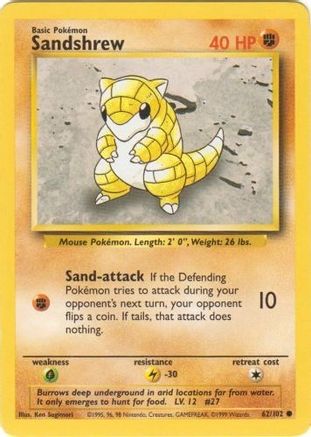 Basic Pokémon
Sandshrew 40 HP
Mouse Pokémon. Length: 2' 0", Weight: 26 lbs.
Sand-attack If the Defending
Pokémon tries to attack during your
opponent's next turn, your opponent
flips a coin. If tails, that attack does
nothing.
10
weakness resistance retreat cost
-30
Burrows deep underground in arid locations far from water.
It only emerges to hunt for food. LV. 12 #27
Illus. Ken Sugimori ©1995, 96, 98 Nintendo, Creatures, GAMEFREAK. ©1999 Wizards. 62/102